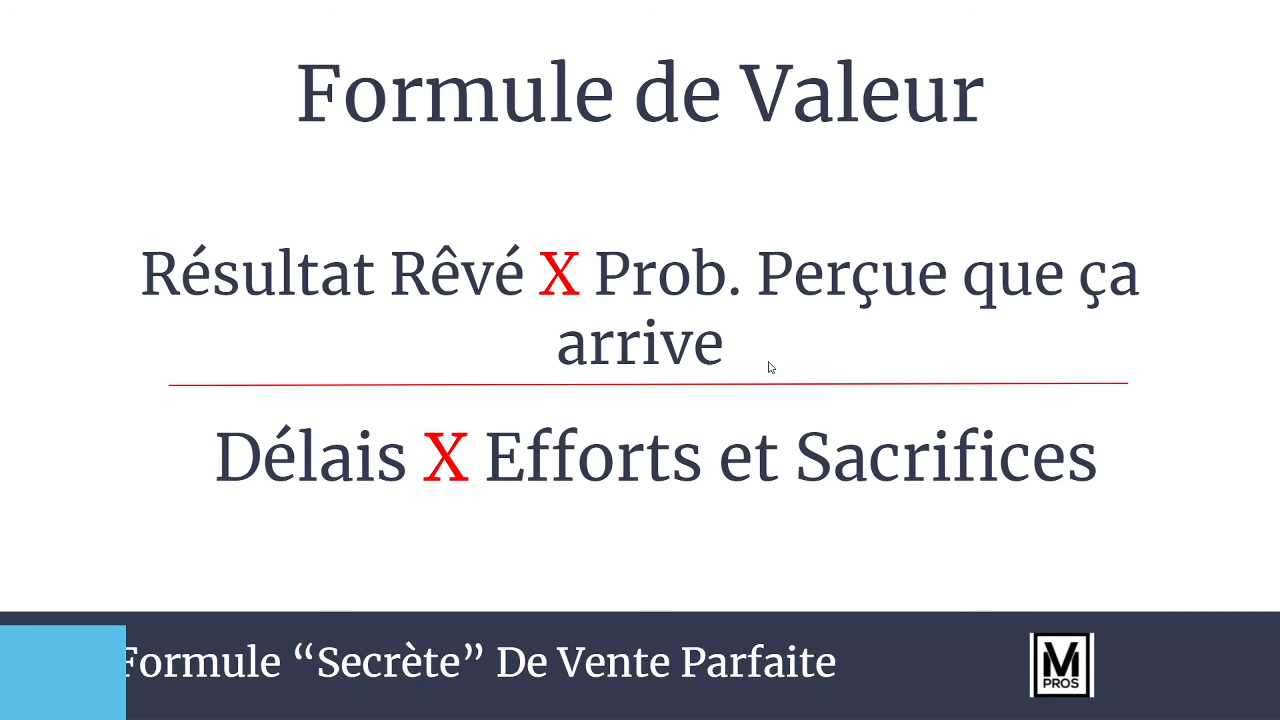 Formule de Valeur
Résultat Rêvé X Prob. Perçue que ça
arrive
Délais X Efforts et Sacrifices
Formule “Secrète” De Vente Parfaite
M
PROS